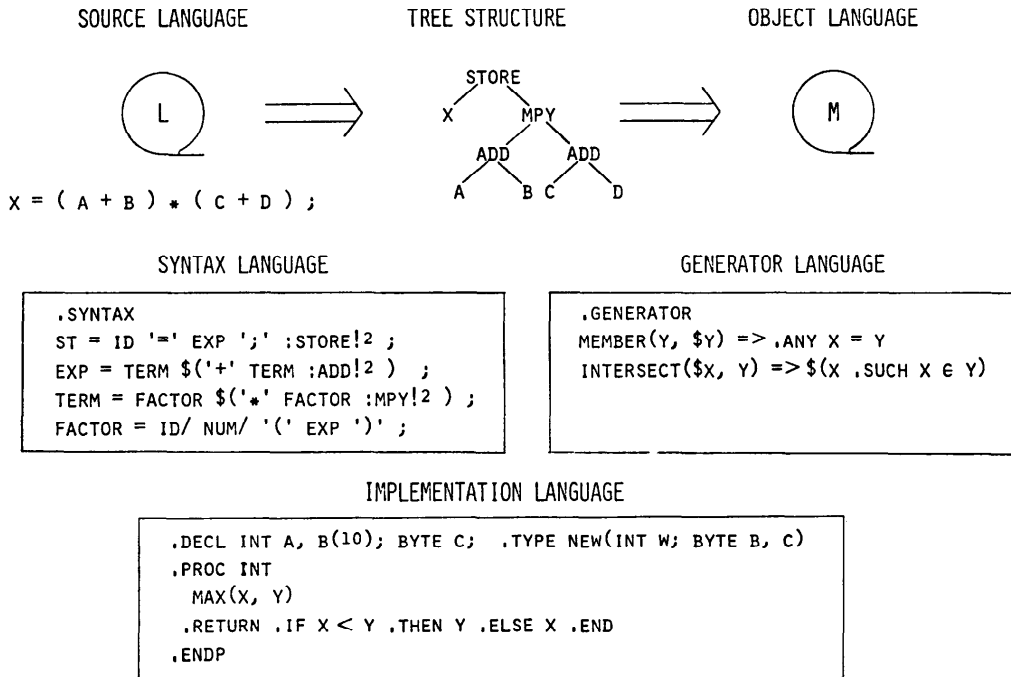 SOURCE LANGUAGE TREE STRUCTURE OBJECT LANGUAGE
STORE
L X MPY M
ADD ADD
A B C D
X = ( A + B ) * ( C + D ) ;
SYNTAX LANGUAGE GENERATOR LANGUAGE
.SYNTAX
ST = ID '=' EXP ';' :STORE!2 ;
EXP = TERM $('+' TERM :ADD!2 ) ;
TERM = FACTOR $('*' FACTOR :MPY!2 ) ;
FACTOR = ID/ NUM/ '(' EXP ')' ;
.GENERATOR
MEMBER(Y, $Y) => .ANY X = Y
INTERSECT($X, Y) => $(X .SUCH X ∈ Y)
IMPLEMENTATION LANGUAGE
.DECL INT A, B(10); BYTE C; .TYPE NEW(INT W; BYTE B, C)
.PROC INT
MAX(X, Y)
.RETURN .IF X < Y .THEN Y .ELSE X .END
.ENDP